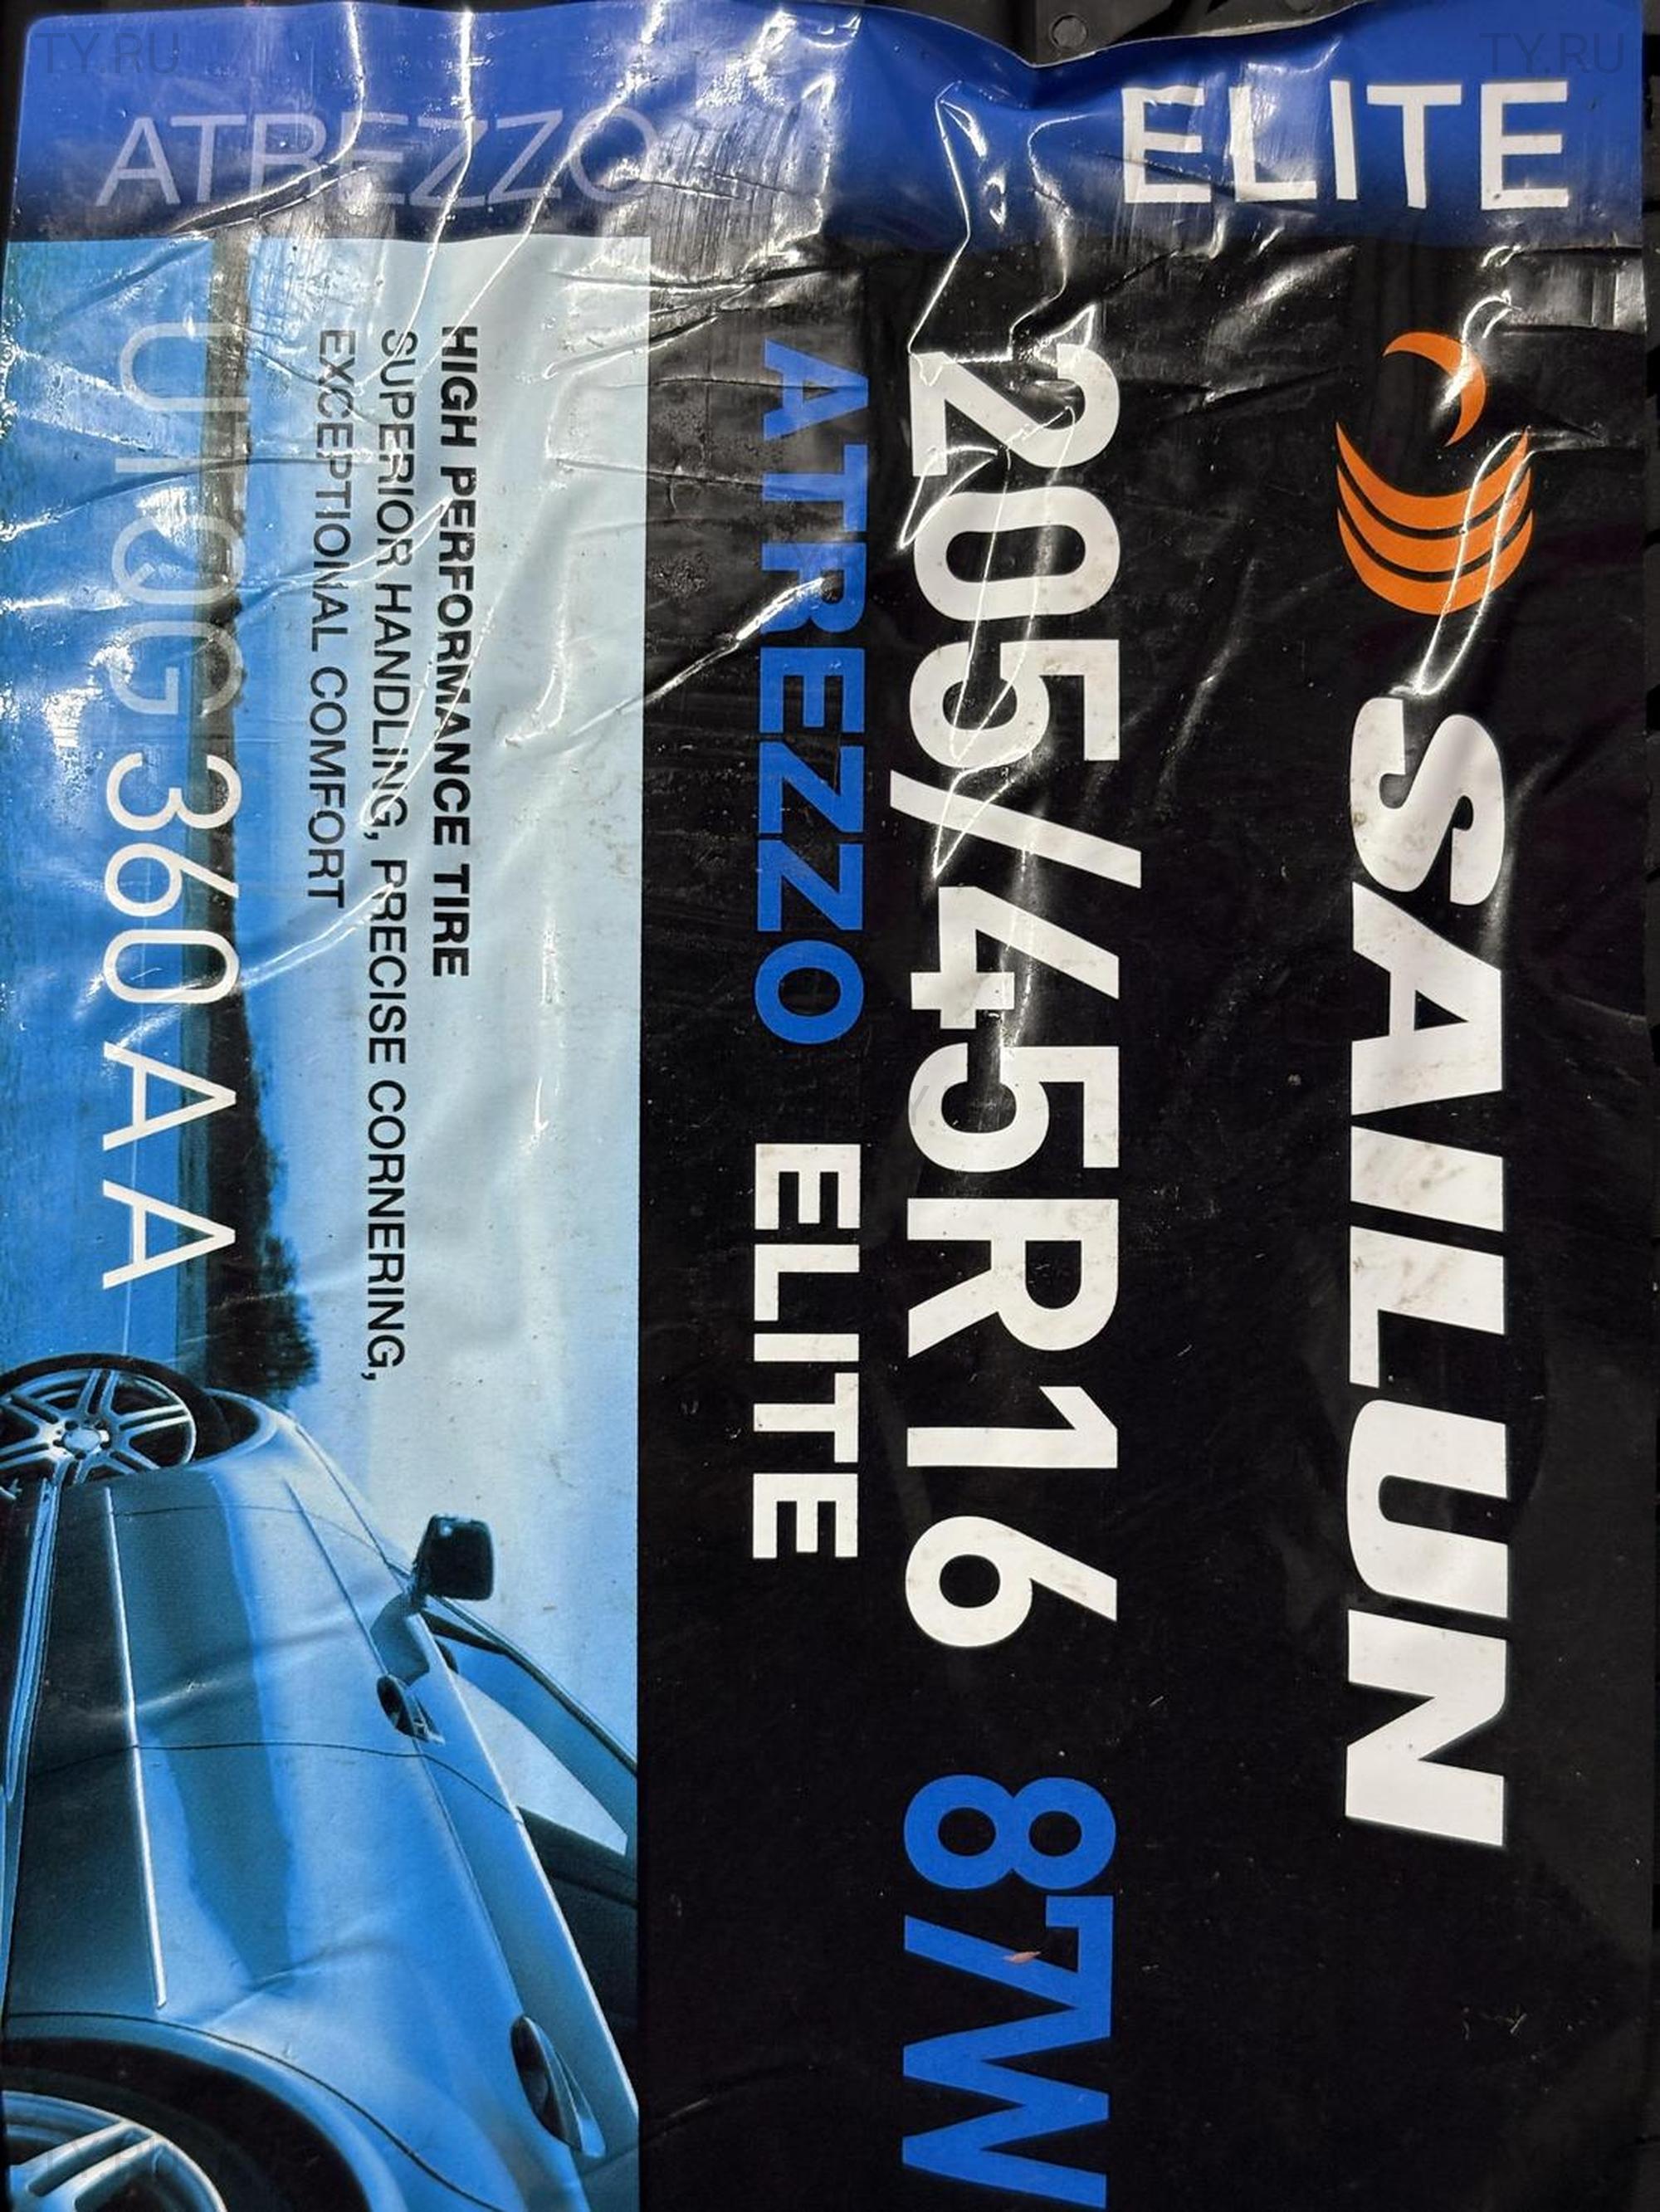 TY.RU
TY.RU
ATREZZO ELITE
SAILUN
205/45R16 87W
ATREZZO ELITE
HIGH PERFORMANCE TIRE
SUPERIOR HANDLING, PRECISE CORNERING,
EXCEPTIONAL COMFORT
UTQG 360 A A